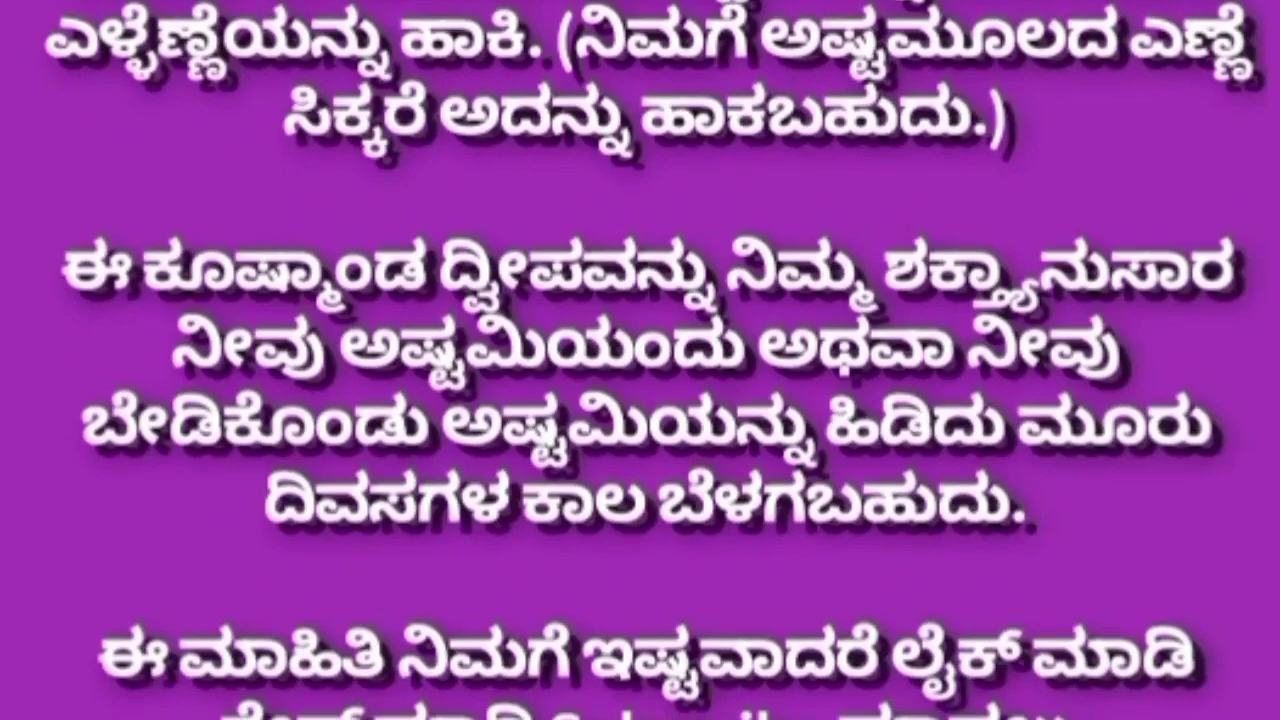 ಎಳ್ಳೆಣ್ಣೆಯನ್ನು ಹಾಕಿ. (ನಿಮಗೆ ಅಷ್ಟಮೂಲದ ಎಣ್ಣೆ
ಸಿಕ್ಕರೆ ಅದನ್ನು ಹಾಕಬಹುದು.)
ಈ ಕೂಷ್ಮಾಂಡ ದ್ವೀಪವನ್ನು ನಿಮ್ಮ ಶಕ್ತ್ಯಾನುಸಾರ
ನೀವು ಅಷ್ಟಮಿಯಂದು ಅಥವಾ ನೀವು
ಬೇಡಿಕೊಂಡು ಅಷ್ಟಮಿಯನ್ನು ಹಿಡಿದು ಮೂರು
ದಿವಸಗಳ ಕಾಲ ಬೆಳಗಬಹುದು.
ಈ ಮಾಹಿತಿ ನಿಮಗೆ ಇಷ್ಟವಾದರೆ ಲೈಕ್ ಮಾಡಿ